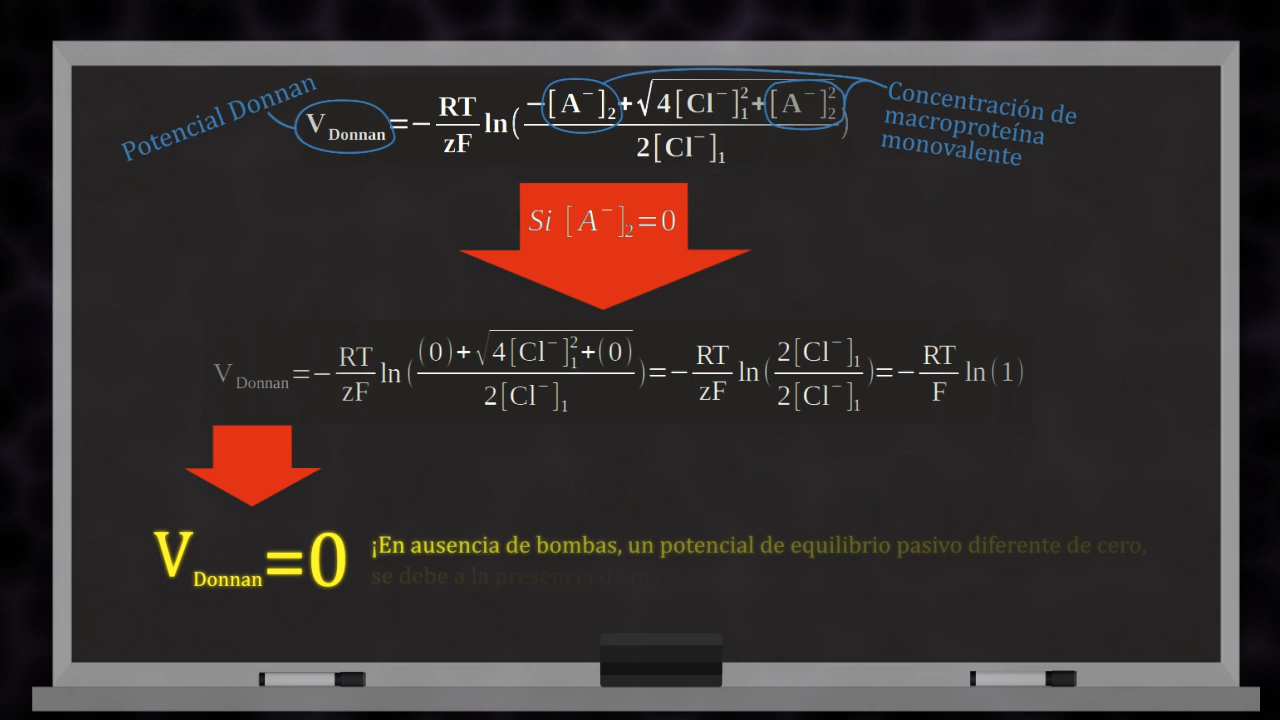 Potencial Donnan
V Donnan = − RT/zF ln( (−[A⁻]₂ + √(4[Cl⁻]₁² + [A⁻]₂²)) / 2[Cl⁻]₁ )
Concentración de
macroproteína
monovalente
Si [A⁻]₂=0
V Donnan = − RT/zF ln( ((0)+√(4[Cl⁻]₁²+(0))) / 2[Cl⁻]₁ ) = − RT/zF ln( 2[Cl⁻]₁ / 2[Cl⁻]₁ ) = − RT/F ln(1)
V Donnan =0
¡En ausencia de bombas, un potencial de equilibrio pasivo diferente de cero,
se debe a la presencia de